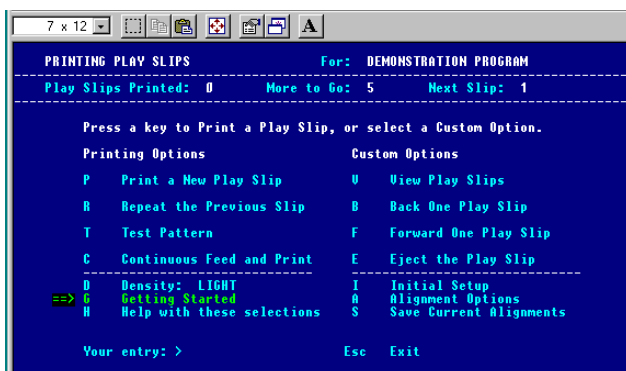 7 x 12 A
PRINTING PLAY SLIPS For: DEMONSTRATION PROGRAM
Play Slips Printed: 0 More to Go: 5 Next Slip: 1
Press a key to Print a Play Slip, or select a Custom Option.
Printing Options Custom Options
P Print a New Play Slip V View Play Slips
R Repeat the Previous Slip B Back One Play Slip
T Test Pattern F Forward One Play Slip
C Continuous Feed and Print E Eject the Play Slip
D Density: LIGHT I Initial Setup
==> G Getting Started A Alignment Options
H Help with these selections S Save Current Alignments
Your entry: > Esc Exit